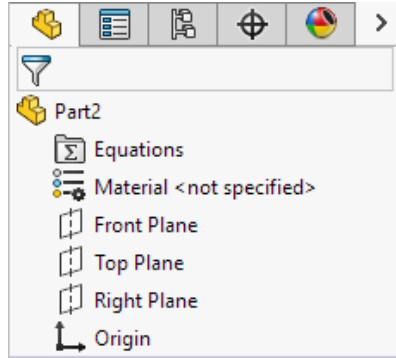 Part2
Equations
Material <not specified>
Front Plane
Top Plane
Right Plane
Origin